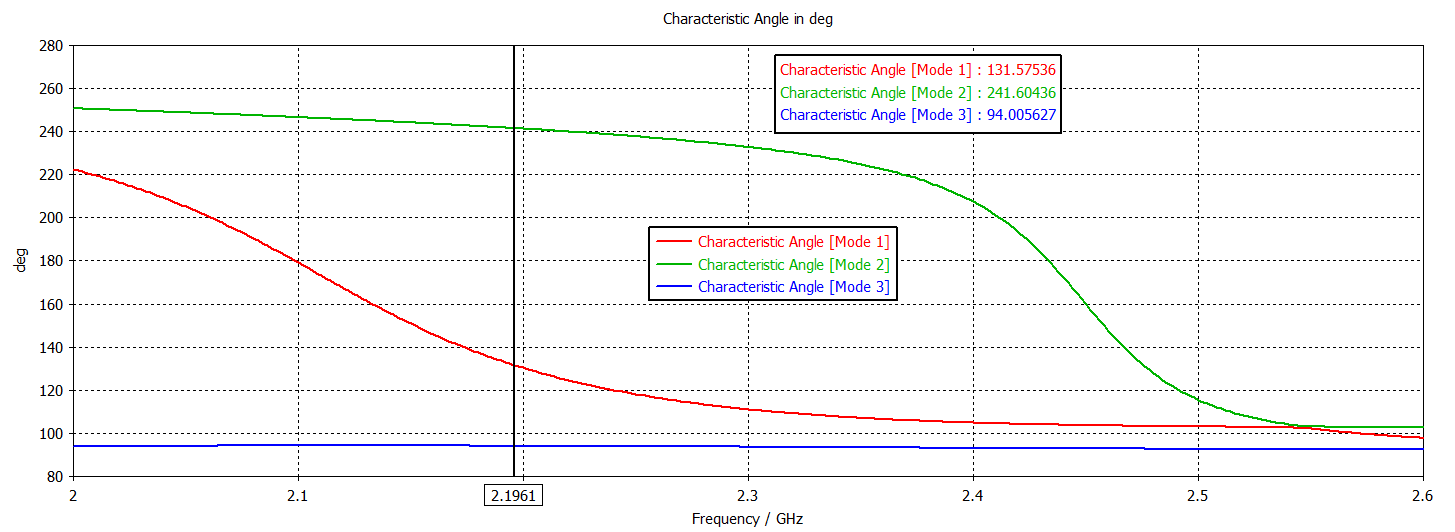 Characteristic Angle in deg
280
260
240
220
200
180
160
140
120
100
80
deg
Characteristic Angle [Mode 1] : 131.57536
Characteristic Angle [Mode 2] : 241.60436
Characteristic Angle [Mode 3] : 94.005627
Characteristic Angle [Mode 1]
Characteristic Angle [Mode 2]
Characteristic Angle [Mode 3]
2 2.1 2.1961 2.3 2.4 2.5 2.6
Frequency / GHz